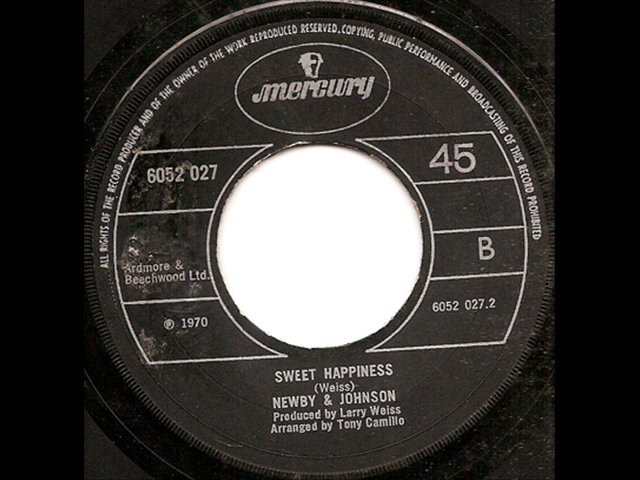 ALL RIGHTS OF THE RECORD PRODUCER AND OF THE OWNER OF THE WORK REPRODUCED RESERVED, COPYING, PUBLIC PERFORMANCE AND BROADCASTING OF THIS RECORD PROHIBITED
mercury
6052 027
45
Ardmore &
Beechwood Ltd.
B
℗ 1970
6052 027.2
SWEET HAPPINESS
(Weiss)
NEWBY & JOHNSON
Produced by Larry Weiss
Arranged by Tony Camillo